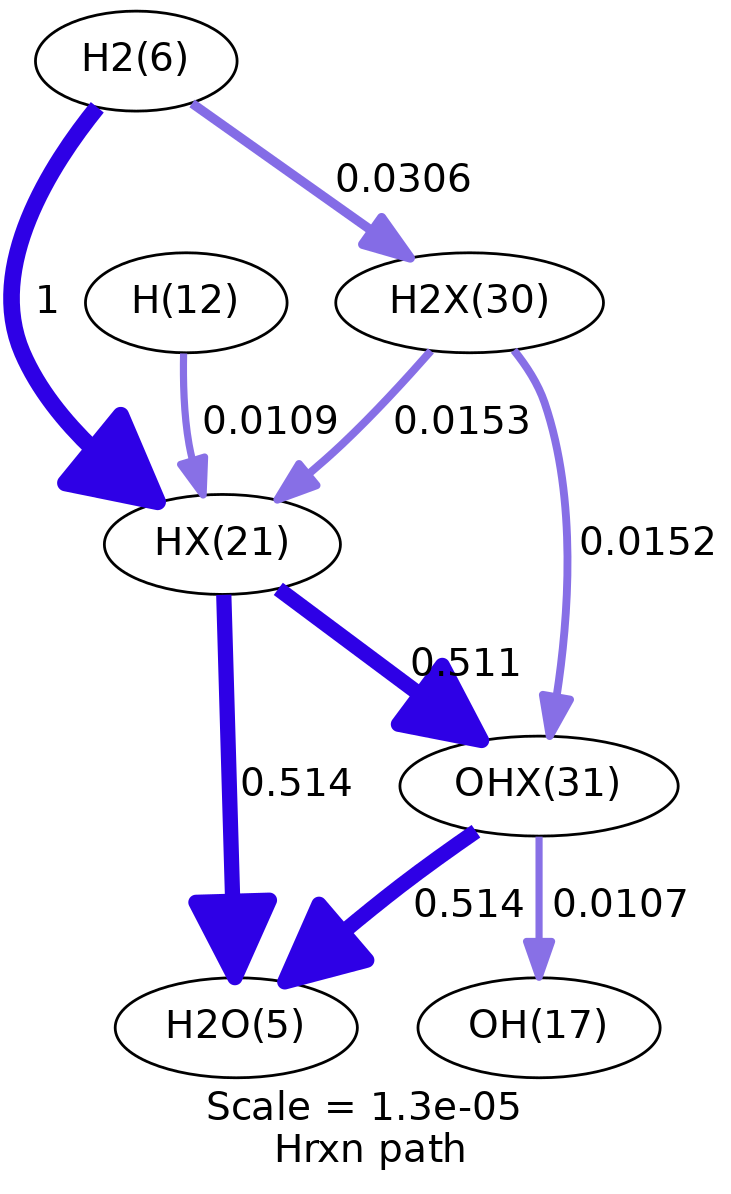 H2(6)
0.0306
1
H(12)
H2X(30)
0.0109
0.0153
HX(21)
0.0152
0.511
0.514
OHX(31)
0.514
0.0107
H2O(5)
OH(17)
Scale = 1.3e-05
Hrxn path